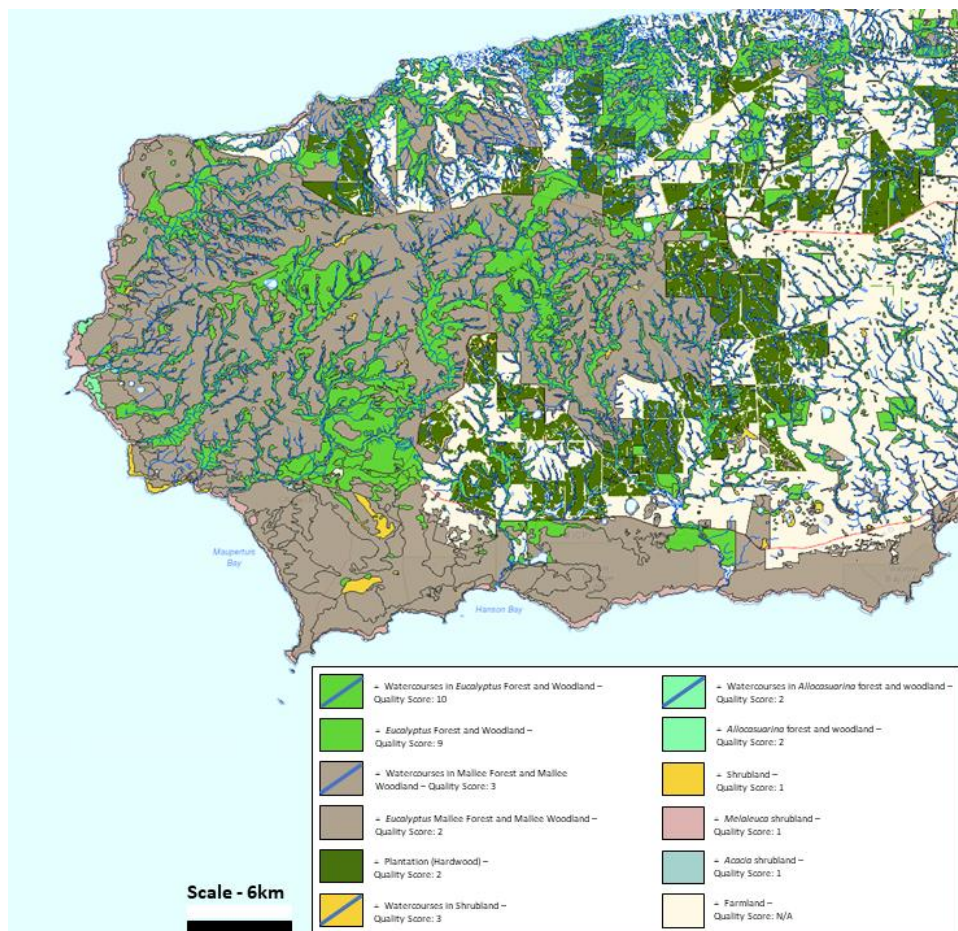 Maupertus
Bay
Hanson Bay
Scale - 6km
+ Watercourses in Eucalyptus Forest and Woodland –
Quality Score: 10
+ Eucalyptus Forest and Woodland –
Quality Score: 9
+ Watercourses in Mallee Forest and Mallee
Woodland – Quality Score: 3
+ Eucalyptus Mallee Forest and Mallee Woodland –
Quality Score: 2
+ Plantation (Hardwood) –
Quality Score: 2
+ Watercourses in Shrubland –
Quality Score: 3
+ Watercourses in Allocasuarina forest and woodland –
Quality Score: 2
+ Allocasuarina forest and woodland –
Quality Score: 2
+ Shrubland –
Quality Score: 1
+ Melaleuca shrubland –
Quality Score: 1
+ Acacia shrubland –
Quality Score: 1
+ Farmland –
Quality Score: N/A